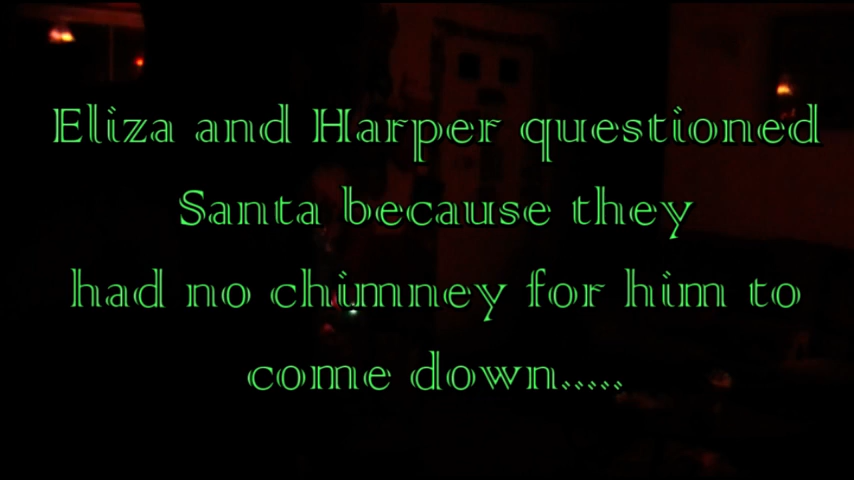 Eliza and Harper questioned
Santa because they
had no chimney for him to
come down.....